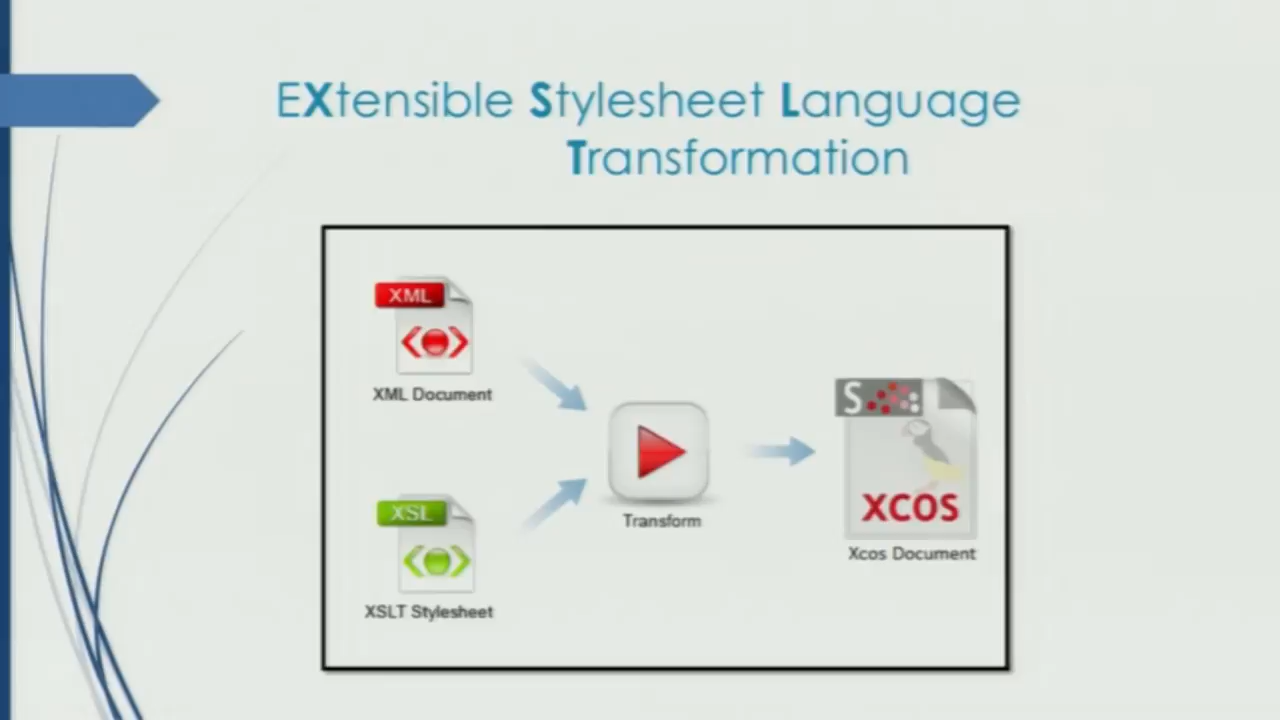 EXtensible Stylesheet Language
Transformation
XML
XML Document
XSL
XSLT Stylesheet
Transform
S
XCOS
Xcos Document